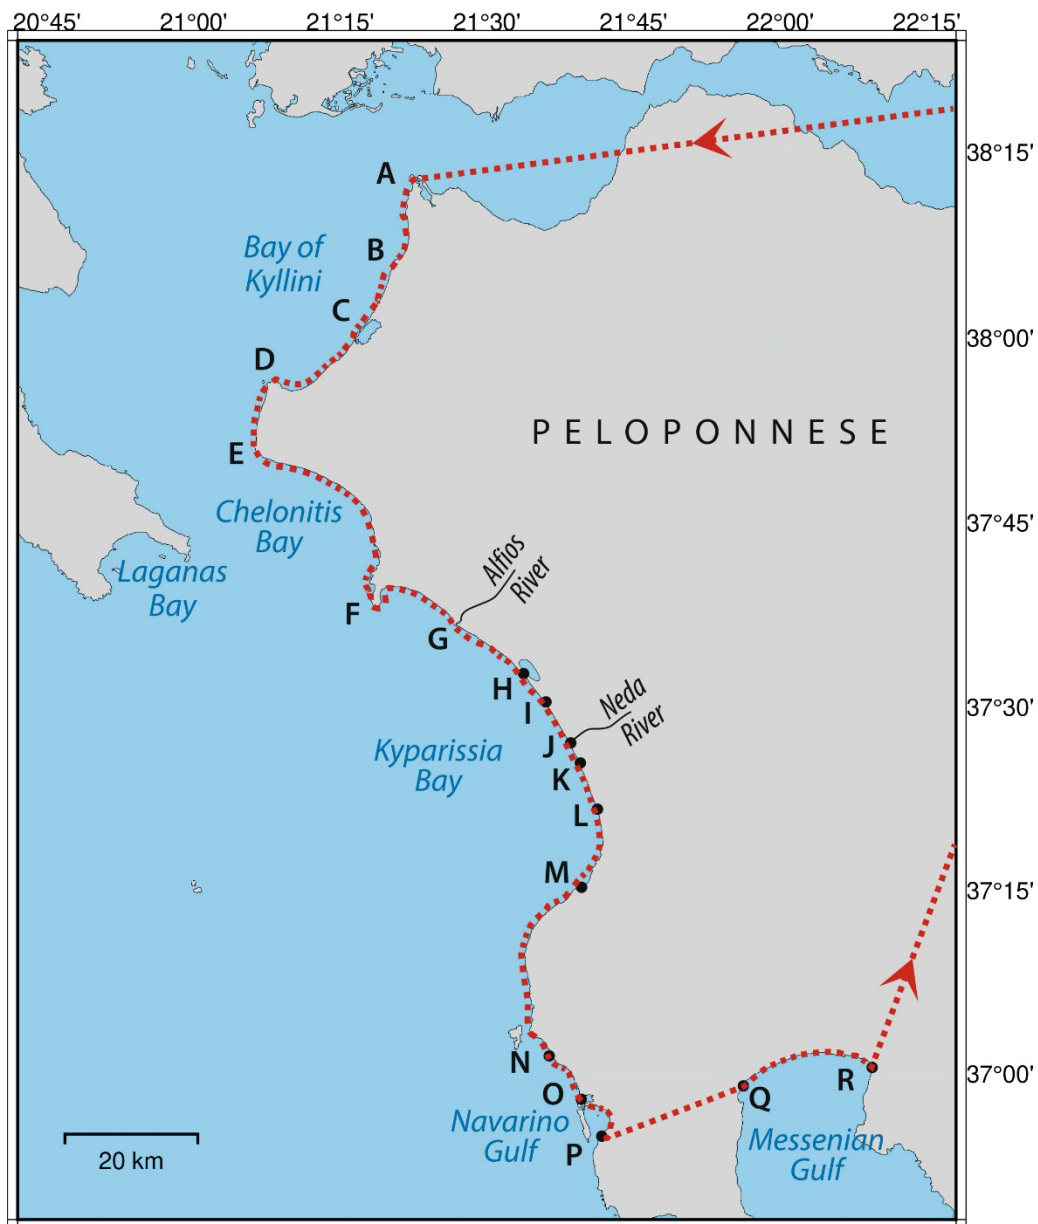 20°45' 21°00' 21°15' 21°30' 21°45' 22°00' 22°15'
38°15'
A
B
Bay of
Kyllini
C
38°00'
D
PELOPONNESE
E
Chelonitis
Bay
37°45'
Alfios
River
Laganas
Bay
F
G
H
Neda
River
37°30'
I
J
Kyparissia
Bay
K
L
M
37°15'
N
37°00'
R
O
Q
Navarino
Gulf
P
Messenian
Gulf
20 km